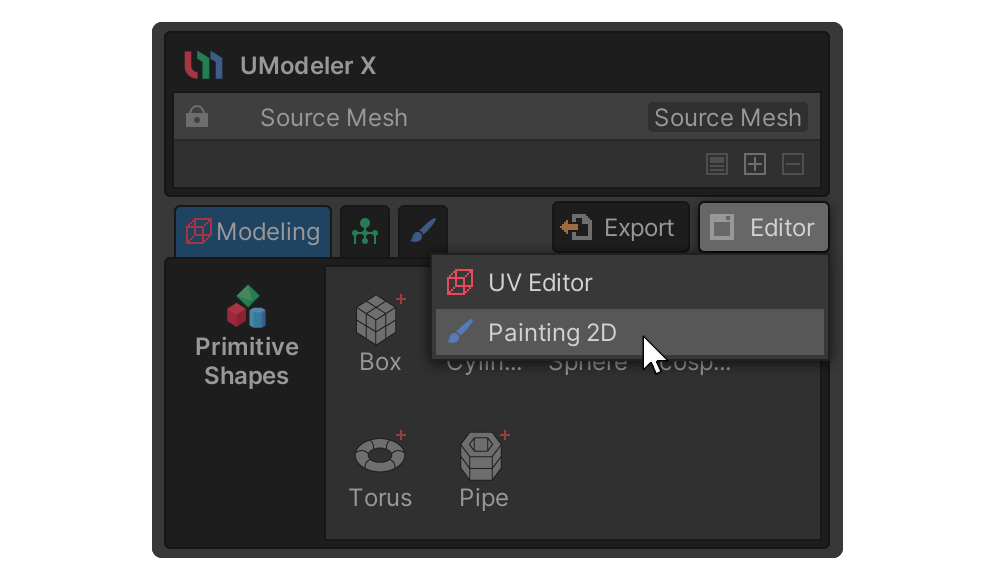 UModeler X
Source Mesh Source Mesh
Modeling Export Editor
UV Editor
Painting 2D
Primitive
Shapes
Box Cylin... Sphere
Torus Pipe